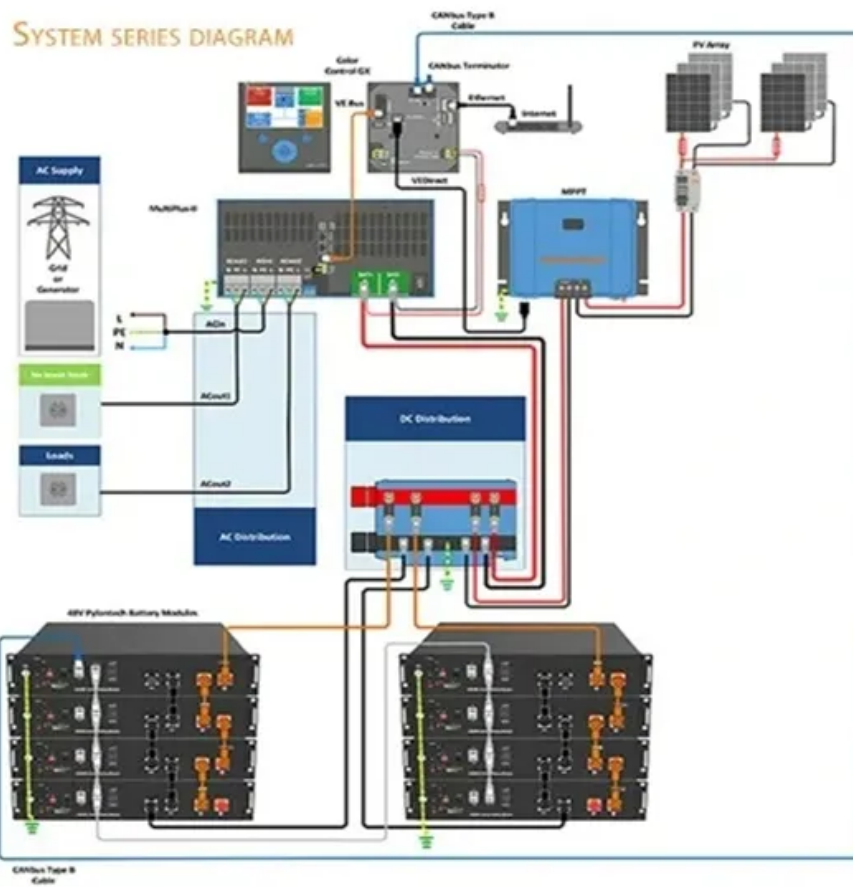 SYSTEM SERIES DIAGRAM
CANbus Type B
Cable
Color
Control GX
CANbus Terminator
PV Array
VE Bus
Ethernet
Internet
AC Supply
VEDirect
MPPT
MultiPlus-II
Grid
or
Generator
L
PE
N
ACin
ACout1
DC Distribution
Loads
ACout2
AC Distribution
48V Pylontech Battery Modules
CANbus Type B
Cable